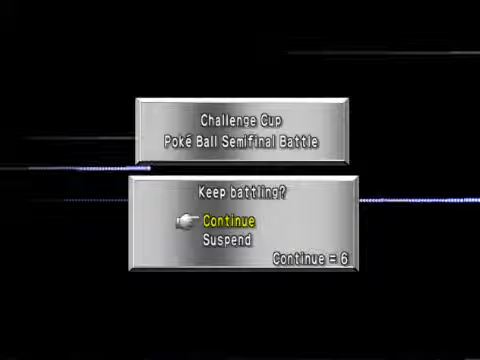 Challenge Cup
Poké Ball Semifinal Battle
Keep battling?
Continue
Suspend
Continue = 6